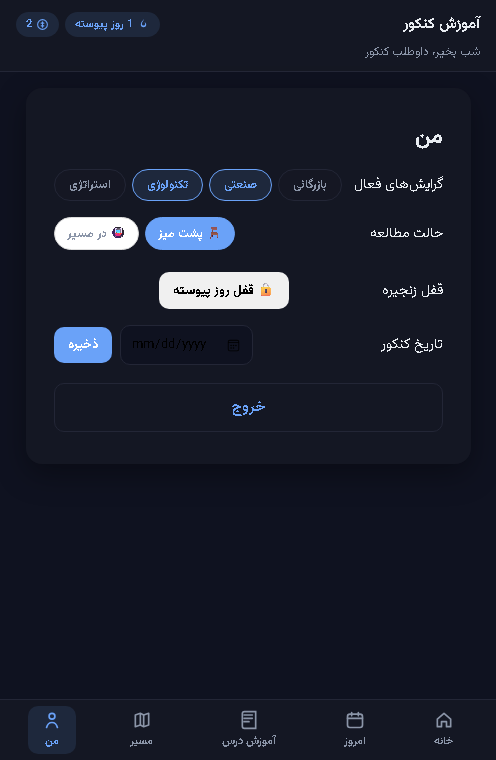 آموزش کنکور
1 روز پیوسته
2
شب بخیر، داوطلب کنکور
من
گرایش‌های فعال
بازرگانی
صنعتی
تکنولوژی
استراتژی
حالت مطالعه
پشت میز
در مسیر
قفل زنجیره
قفل روز پیوسته
تاریخ کنکور
mm/dd/yyyy
ذخیره
خروج
خانه
امروز
آموزش درس
مسیر
من